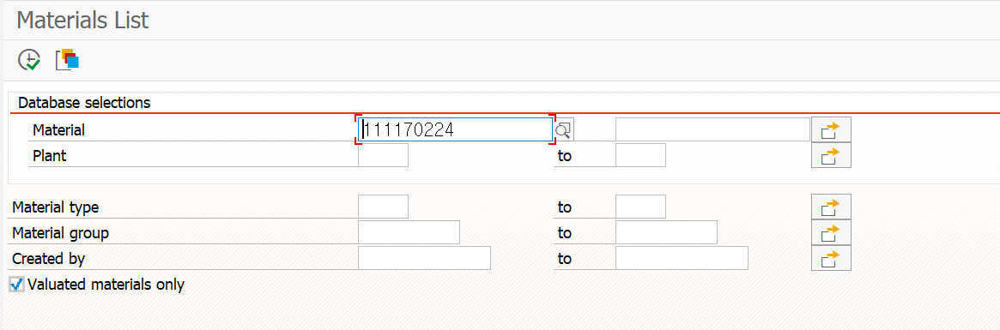 Materials List
Database selections
Material 111170224
Plant to
Material type to
Material group to
Created by to
Valuated materials only